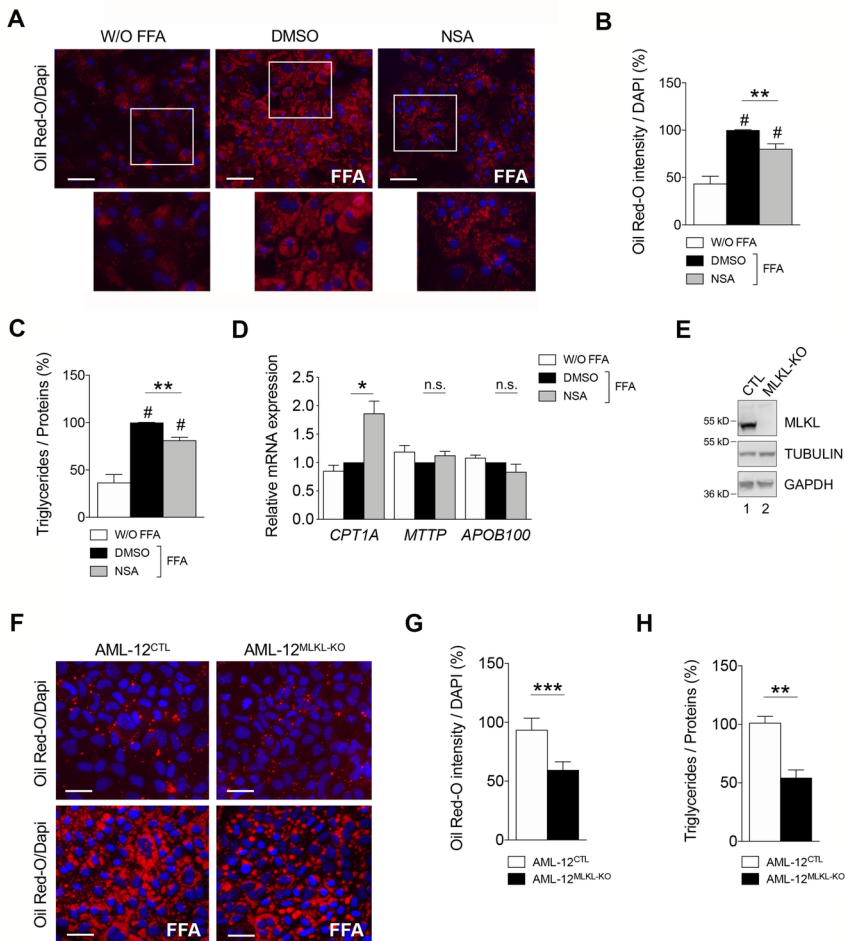 A
W/O FFA
DMSO
NSA
Oil Red-O/Dapi
FFA
FFA
B
Oil Red-O intensity / DAPI (%)
150
100
50
0
**
#
#
W/O FFA
DMSO
NSA
FFA
C
Triglycerides / Proteins (%)
150
100
50
0
**
#
#
W/O FFA
DMSO
NSA
FFA
D
Relative mRNA expression
2.5
2.0
1.5
1.0
0.5
0.0
*
n.s.
n.s.
CPT1A
MTTP
APOB100
W/O FFA
DMSO
NSA
FFA
E
CTL
MLKL-KO
55 kD
MLKL
55 kD
TUBULIN
GAPDH
36 kD
1 2
F
AML-12CTL
AML-12MLKL-KO
Oil Red-O/Dapi
Oil Red-O/Dapi
FFA
FFA
G
Oil Red-O intensity / DAPI (%)
150
100
50
0
***
AML-12CTL
AML-12MLKL-KO
H
Triglycerides / Proteins (%)
150
100
50
0
**
AML-12CTL
AML-12MLKL-KO